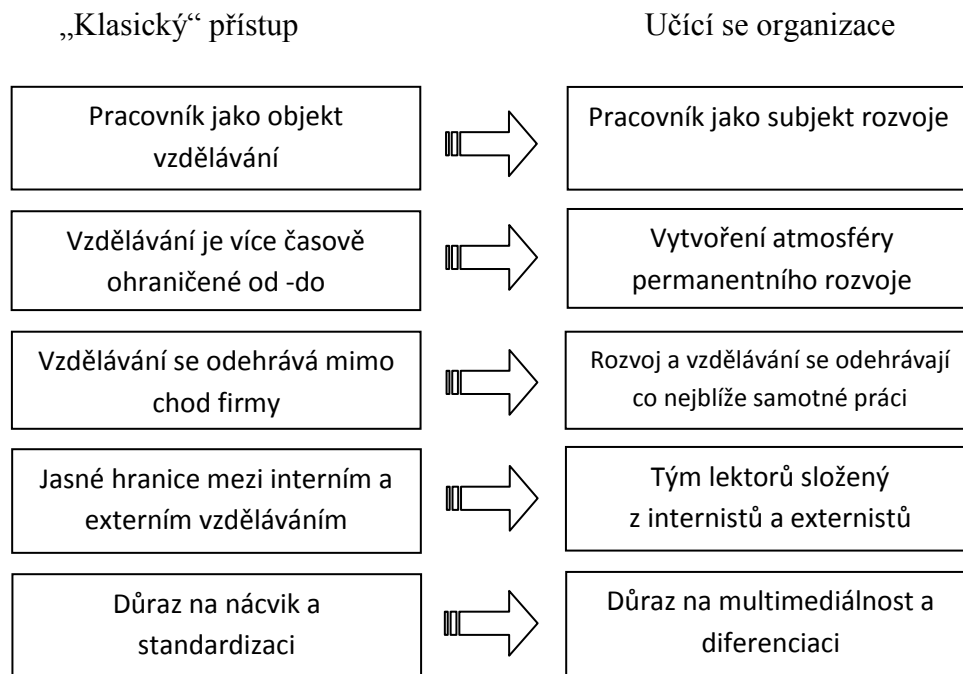 „Klasický“ přístup
Učící se organizace
Pracovník jako objekt
vzdělávání
Pracovník jako subjekt rozvoje
Vzdělávání je více časově
ohraničené od -do
Vytvoření atmosféry
permanentního rozvoje
Vzdělávání se odehrává mimo
chod firmy
Rozvoj a vzdělávání se odehrávají
co nejblíže samotné práci
Jasné hranice mezi interním a
externím vzděláváním
Tým lektorů složený
z internistů a externistů
Důraz na nácvik a
standardizaci
Důraz na multimediálnost a
diferenciaci